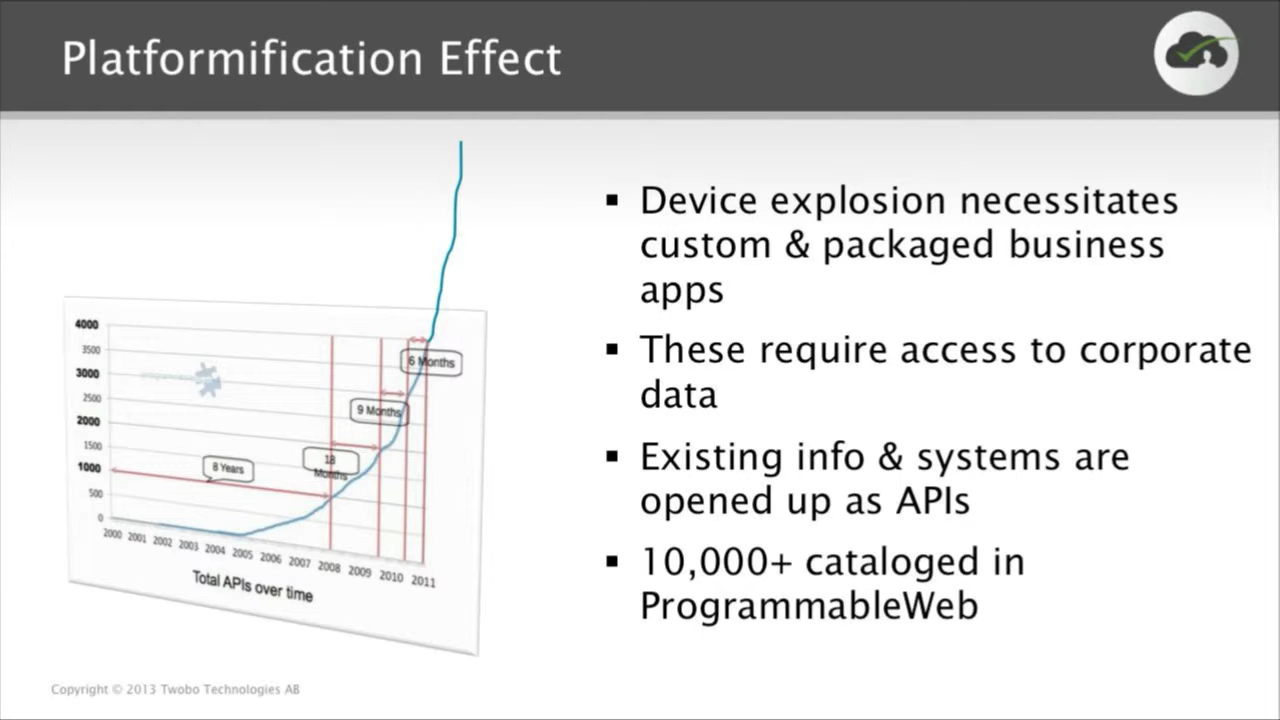 Platformification Effect
Device explosion necessitates
custom & packaged business
apps
These require access to corporate
data
Existing info & systems are
opened up as APIs
10,000+ cataloged in
ProgrammableWeb
4000
3500
3000
2500
2000
1500
1000
500
0
6 Months
9 Months
18
Months
8 Years
2000 2001 2002 2003 2004 2005 2006 2007 2008 2009 2010 2011
Total APIs over time
Copyright © 2013 Twobo Technologies AB